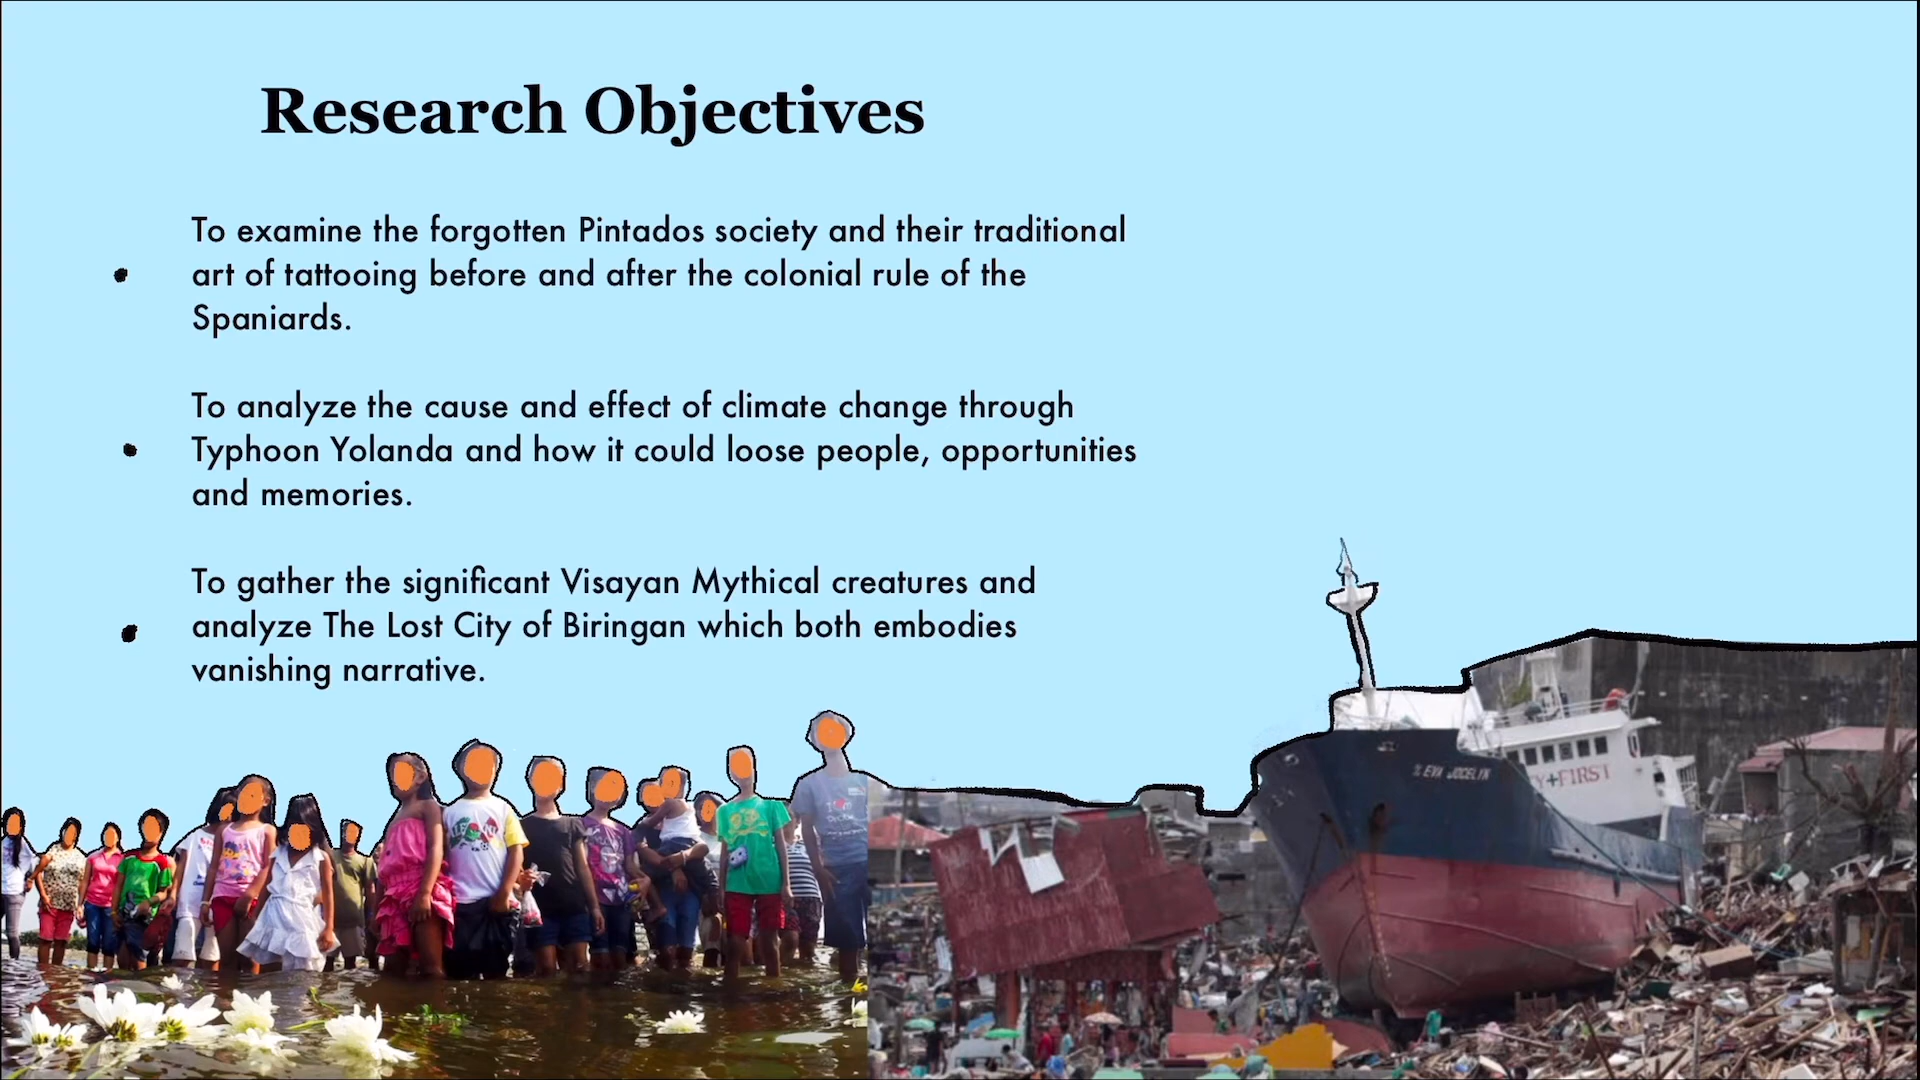 Research Objectives
To examine the forgotten Pintados society and their traditional
art of tattooing before and after the colonial rule of the
Spaniards.
To analyze the cause and effect of climate change through
Typhoon Yolanda and how it could loose people, opportunities
and memories.
To gather the significant Visayan Mythical creatures and
analyze The Lost City of Biringan which both embodies
vanishing narrative.
EVA JOCELYN
FIRST